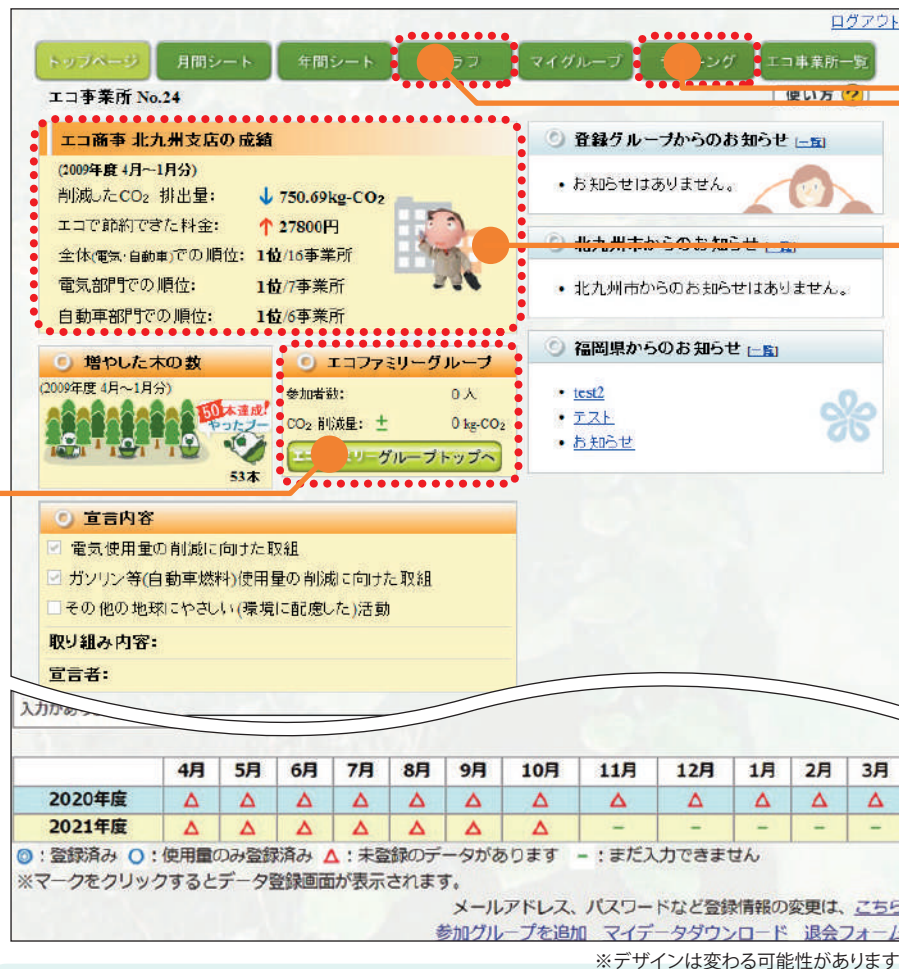 ログアウト
トップページ 月間シート 年間シート ラフ マイグループ ング エコ事業所一覧
エコ事業所 No.24
使い方 ?
エコ商事 北九州支店の成績
(2009年度 4月～1月分)
削減したCO2 排出量: ↓ 750.69kg-CO2
エコで節約できた料金: ↑ 27800円
全体(電気・自動車)での順位: 1位/16事業所
電気部門での順位: 1位/7事業所
自動車部門での順位: 1位/6事業所
登録グループからのお知らせ [一覧]
• お知らせはありません。
北九州市からのお知らせ
• 北九州市からのお知らせはありません。
福岡県からのお知らせ [一覧]
• test2
• テスト
• お知らせ
増やした木の数
(2009年度 4月～1月分)
50本達成!
やったブー
53本
エコファミリーグループ
参加者数: 0 人
CO2 削減量: ± 0 kg-CO2
グループトップへ
宣言内容
電気使用量の削減に向けた取組
ガソリン等(自動車燃料)使用量の削減に向けた取組
その他の地球にやさしい(環境に配慮した)活動
取り組み内容:
宣言者:
入力があ
4月 5月 6月 7月 8月 9月 10月 11月 12月 1月 2月 3月
2020年度 △ △ △ △ △ △ △ △ △ △ △ △
2021年度 △ △ △ △ △ △ △ － － － － －
◎：登録済み ○：使用量のみ登録済み △：未登録のデータがあります －：まだ入力できません
※マークをクリックするとデータ登録画面が表示されます。
メールアドレス、パスワードなど登録情報の変更は、こちら
参加グループを追加 マイデータダウンロード 退会フォーム
※デザインは変わる可能性があります